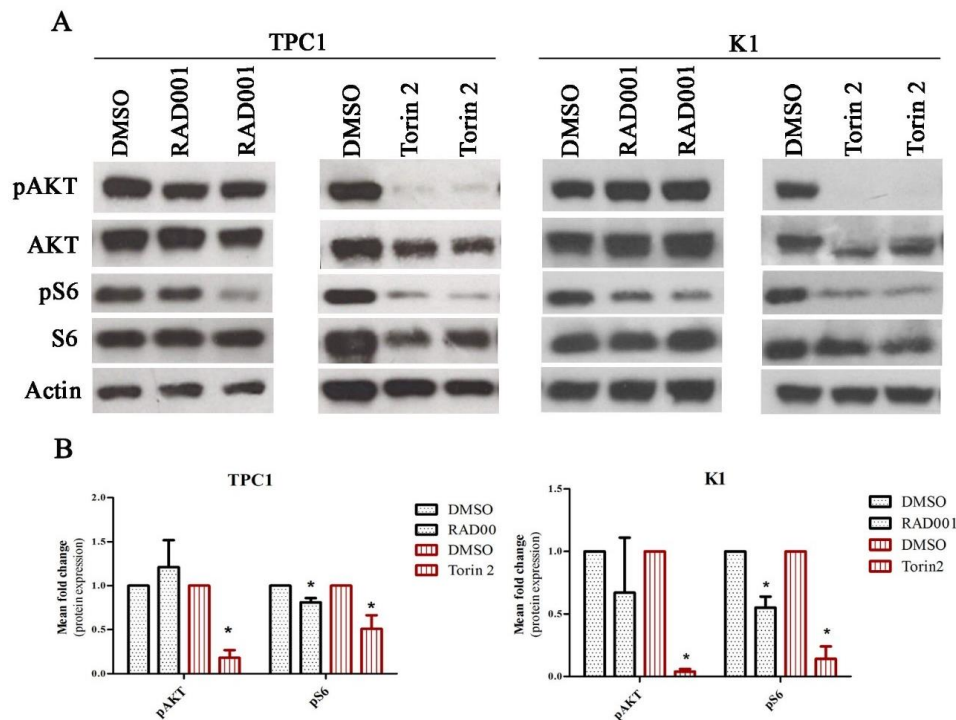 A
TPC1
K1
DMSO
RAD001
RAD001
DMSO
Torin 2
Torin 2
DMSO
RAD001
RAD001
DMSO
Torin 2
Torin 2
pAKT
AKT
pS6
S6
Actin
B
TPC1
Mean fold change
(protein expression)
2.0
1.5
1.0
0.5
0.0
*
*
*
pAKT
pS6
DMSO
RAD00
DMSO
Torin 2
K1
Mean fold change
(protein expression)
1.5
1.0
0.5
0.0
*
*
*
pAKT
pS6
DMSO
RAD001
DMSO
Torin2